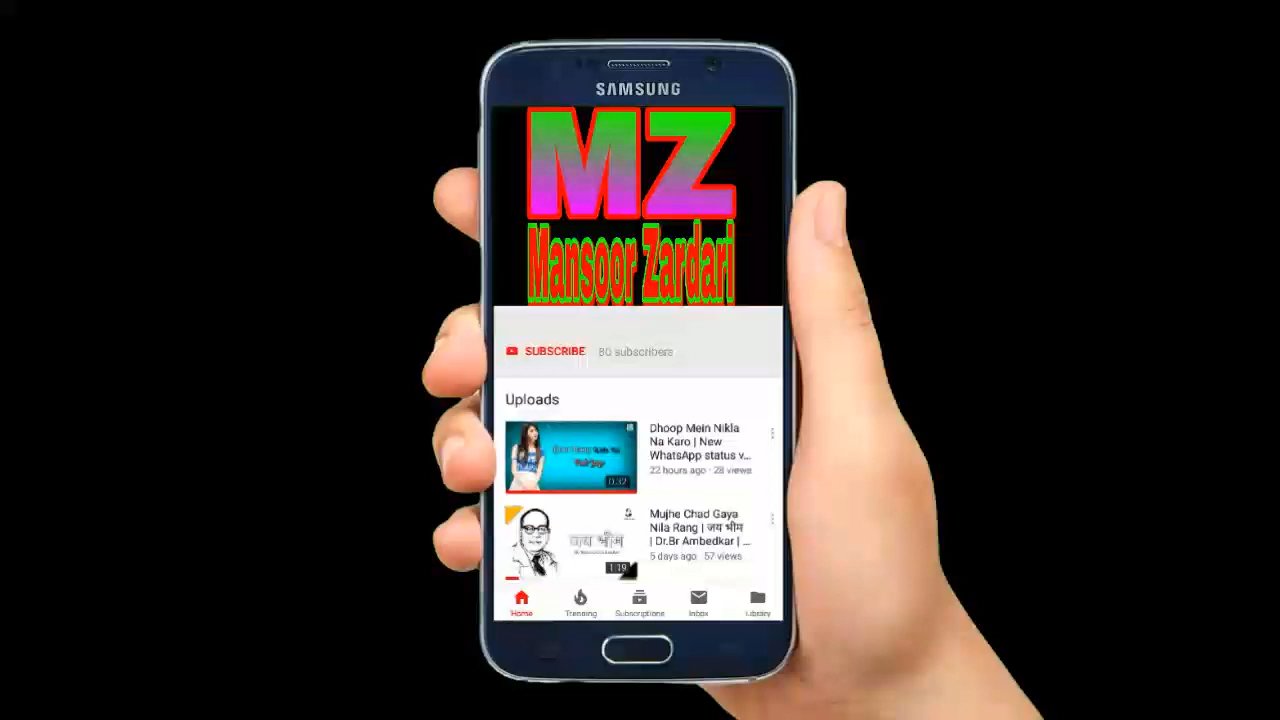 SAMSUNG
MZ
Mansoor Zardari
SUBSCRIBE 80 subscribers
Uploads
Dhoop Mein Nikla
Na Karo | New
WhatsApp status v...
22 hours ago · 28 views
0:32
Mujhe Chad Gaya
Nila Rang | जय भीम
| Dr.Br Ambedkar | ...
5 days ago · 57 views
जय भीम
1:19
Home
Trending
Subscriptions
Inbox
Library